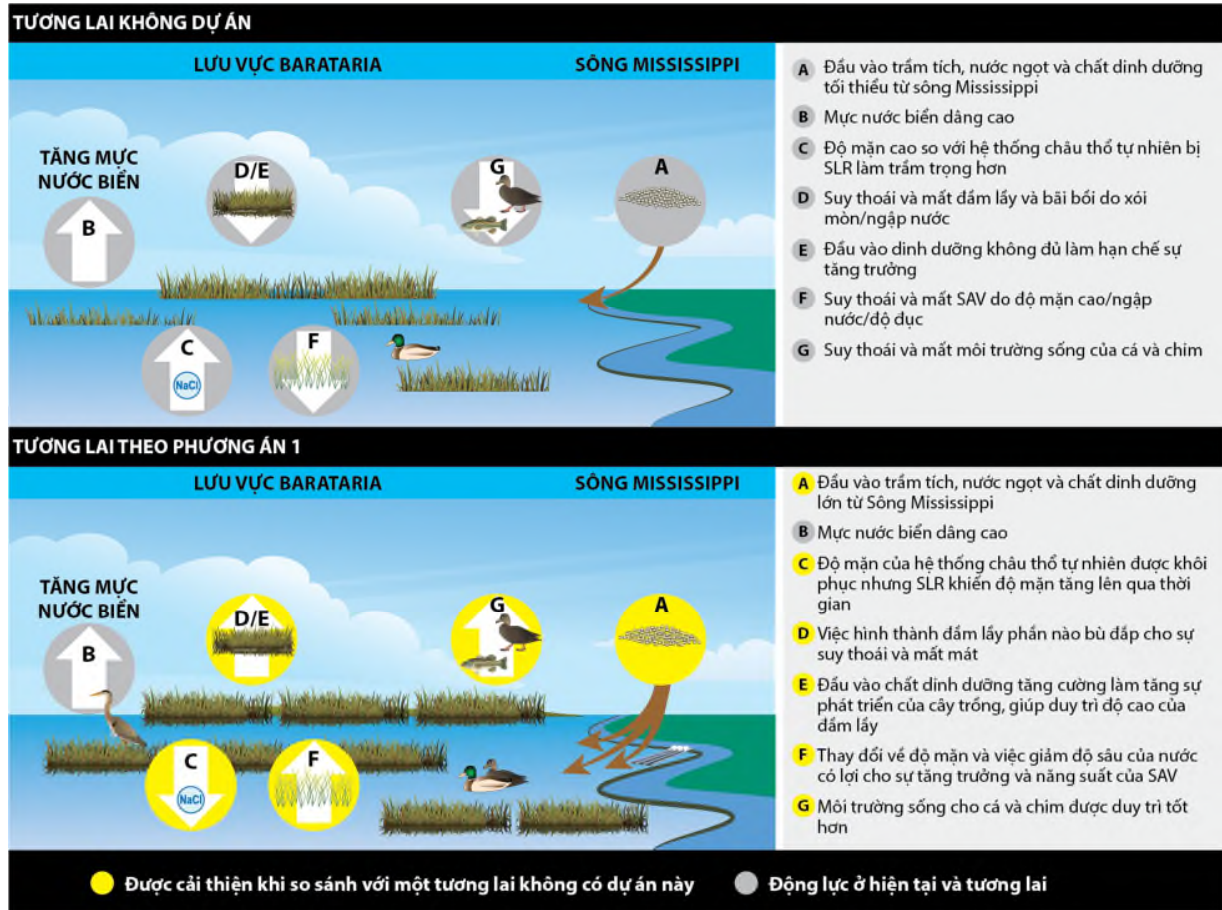 TƯƠNG LAI KHÔNG DỰ ÁN
LƯU VỰC BARATARIA
SÔNG MISSISSIPPI
TĂNG MỰC
NƯỚC BIỂN
B
D/E
G
A
C
NaCl
F
A Đầu vào trầm tích, nước ngọt và chất dinh dưỡng
tối thiểu từ sông Mississippi
B Mực nước biển dâng cao
C Độ mặn cao so với hệ thống châu thổ tự nhiên bị
SLR làm trầm trọng hơn
D Suy thoái và mất đầm lầy và bãi bồi do xói
mòn/ngập nước
E Đầu vào dinh dưỡng không đủ làm hạn chế sự
tăng trưởng
F Suy thoái và mất SAV do độ mặn cao/ngập
nước/độ đục
G Suy thoái và mất môi trường sống của cá và chim
TƯƠNG LAI THEO PHƯƠNG ÁN 1
LƯU VỰC BARATARIA
SÔNG MISSISSIPPI
TĂNG MỰC
NƯỚC BIỂN
B
D/E
G
A
C
NaCl
F
A Đầu vào trầm tích, nước ngọt và chất dinh dưỡng
lớn từ Sông Mississippi
B Mực nước biển dâng cao
C Độ mặn của hệ thống châu thổ tự nhiên được khôi
phục nhưng SLR khiến độ mặn tăng lên qua thời
gian
D Việc hình thành đầm lầy phần nào bù đắp cho sự
suy thoái và mất mát
E Đầu vào chất dinh dưỡng tăng cường làm tăng sự
phát triển của cây trồng, giúp duy trì độ cao của
đầm lầy
F Thay đổi về độ mặn và việc giảm độ sâu của nước
có lợi cho sự tăng trưởng và năng suất của SAV
G Môi trường sống cho cá và chim được duy trì tốt
hơn
Được cải thiện khi so sánh với một tương lai không có dự án này
Động lực ở hiện tại và tương lai